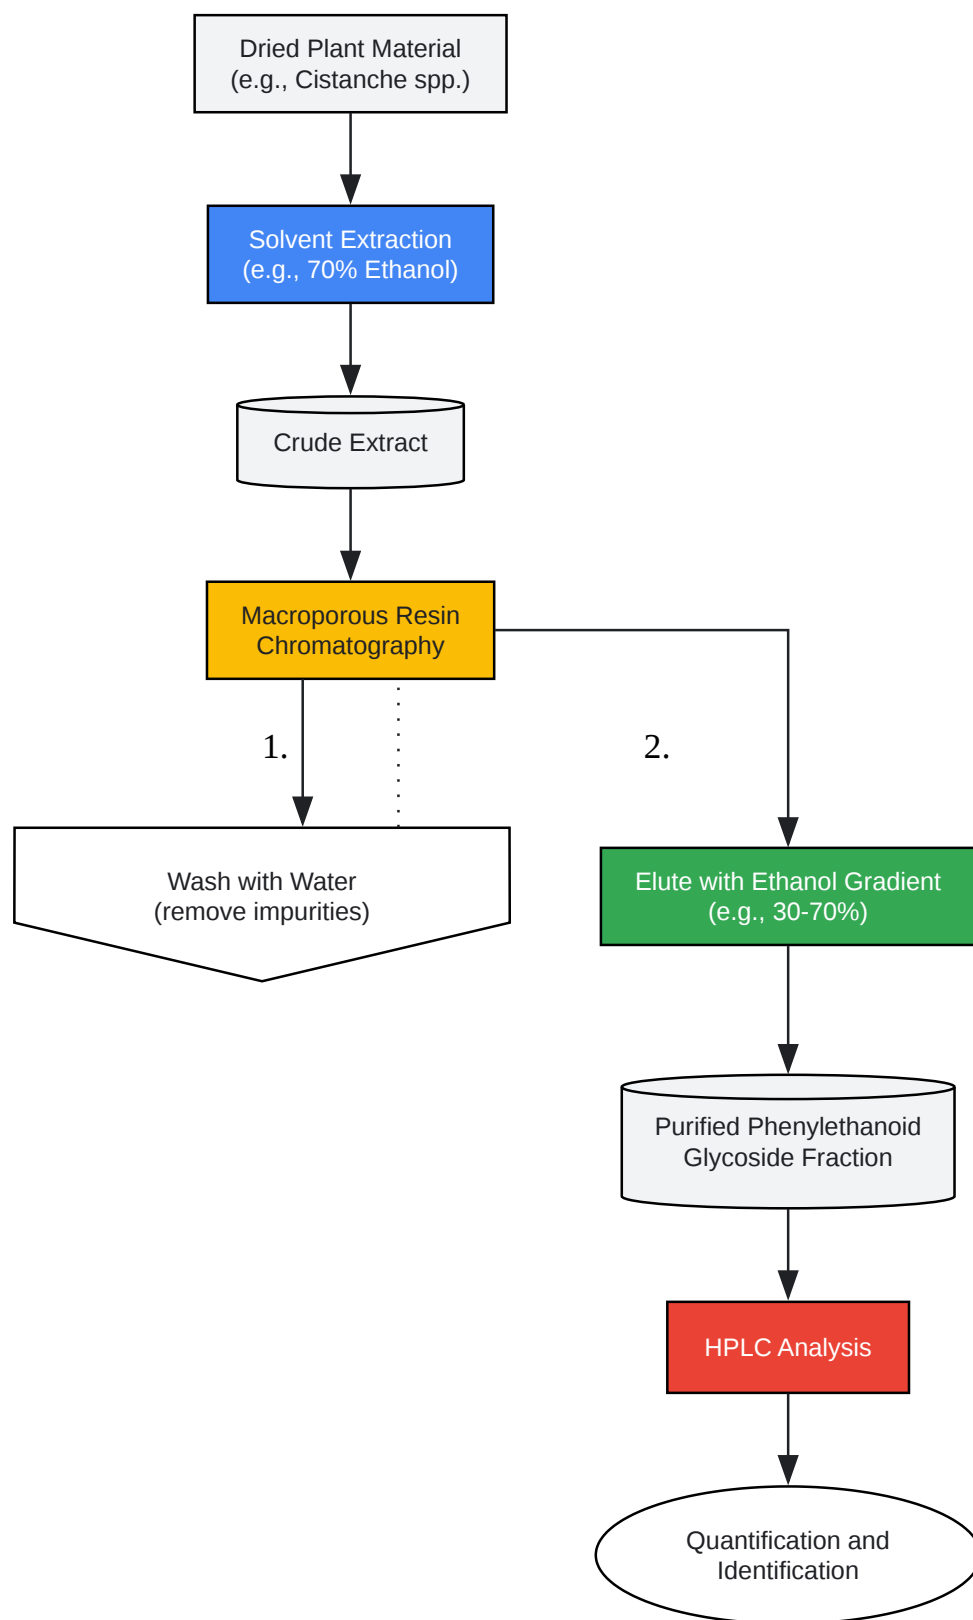 Dried Plant Material
(e.g., Cistanche spp.)
Solvent Extraction
(e.g., 70% Ethanol)
Crude Extract
Macroporous Resin
Chromatography
1.
2.
Wash with Water
(remove impurities)
Elute with Ethanol Gradient
(e.g., 30-70%)
Purified Phenylethanoid
Glycoside Fraction
HPLC Analysis
Quantification and
Identification